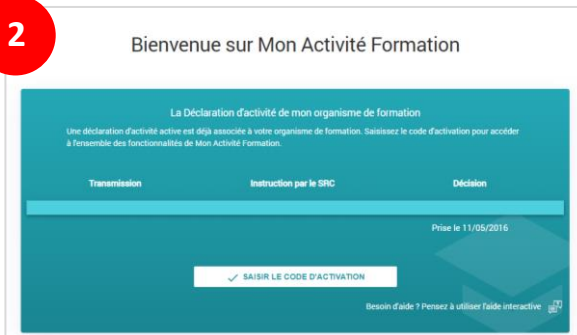 2
Bienvenue sur Mon Activité Formation
La Déclaration d'activité de mon organisme de formation
Une déclaration d'activité active est déjà associée à votre organisme de formation. Saisissez le code d'activation pour accéder
à l'ensemble des fonctionnalités de Mon Activité Formation.
Transmission Instruction par le SRC Décision
Prise le 11/05/2016
SAISIR LE CODE D'ACTIVATION
Besoin d'aide ? Pensez à utiliser l'aide interactive